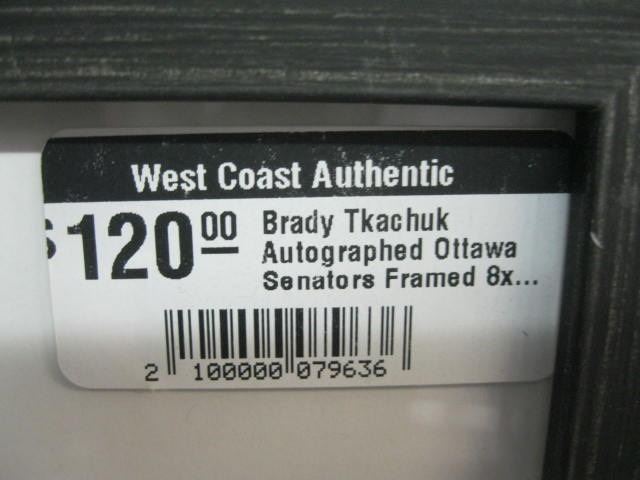 West Coast Authentic
$120.00 Brady Tkachuk
Autographed Ottawa
Senators Framed 8x...
2 100000 079636